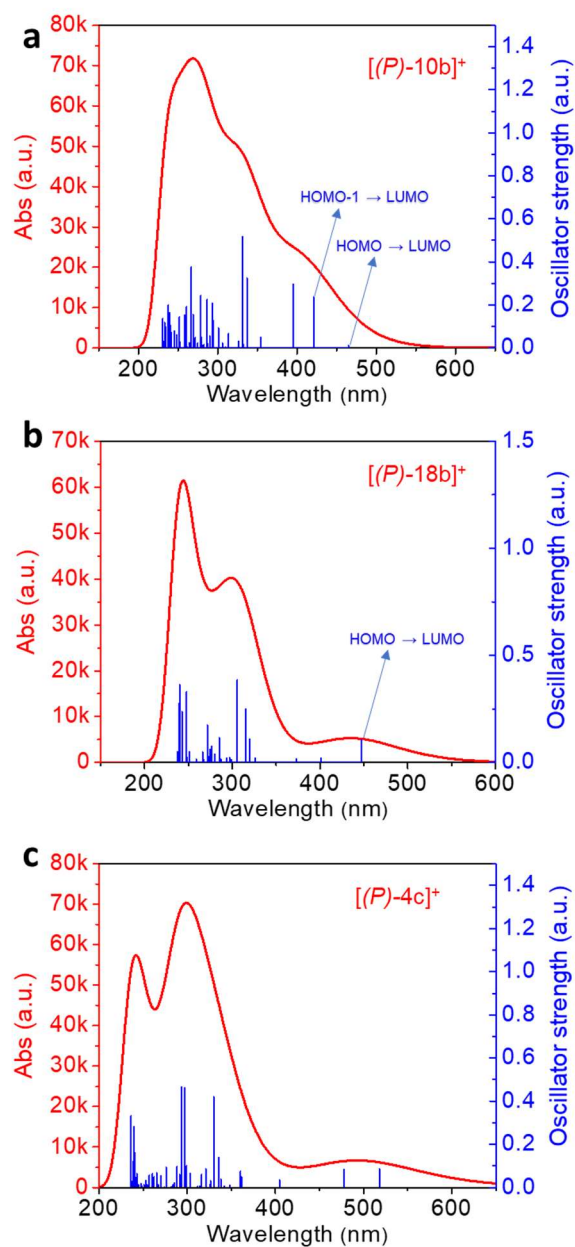 a
80k
70k
60k
50k
40k
30k
20k
10k
0
Abs (a.u.)
[(P)-10b]⁺
HOMO-1 → LUMO
HOMO → LUMO
1.4
1.2
1.0
0.8
0.6
0.4
0.2
0.0
Oscillator strength (a.u.)
200 300 400 500 600
Wavelength (nm)
b
70k
60k
50k
40k
30k
20k
10k
0
Abs (a.u.)
[(P)-18b]⁺
HOMO → LUMO
1.5
1.0
0.5
0.0
Oscillator strength (a.u.)
200 300 400 500 600
Wavelength (nm)
c
80k
70k
60k
50k
40k
30k
20k
10k
0
Abs (a.u.)
[(P)-4c]⁺
1.4
1.2
1.0
0.8
0.6
0.4
0.2
0.0
Oscillator strength (a.u.)
200 300 400 500 600
Wavelength (nm)